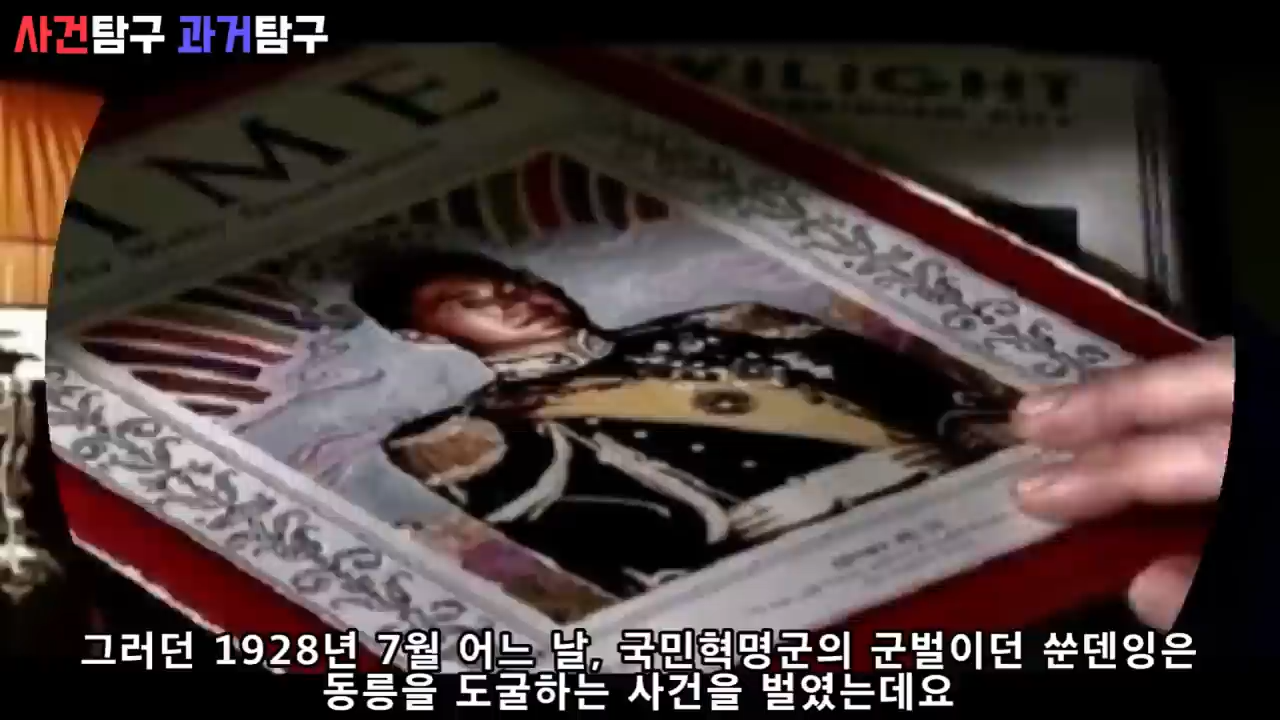 사건탐구 과거탐구
IME
VILIGHT
그러던 1928년 7월 어느 날, 국민혁명군의 군벌이던 쑨덴잉은
동릉을 도굴하는 사건을 벌였는데요